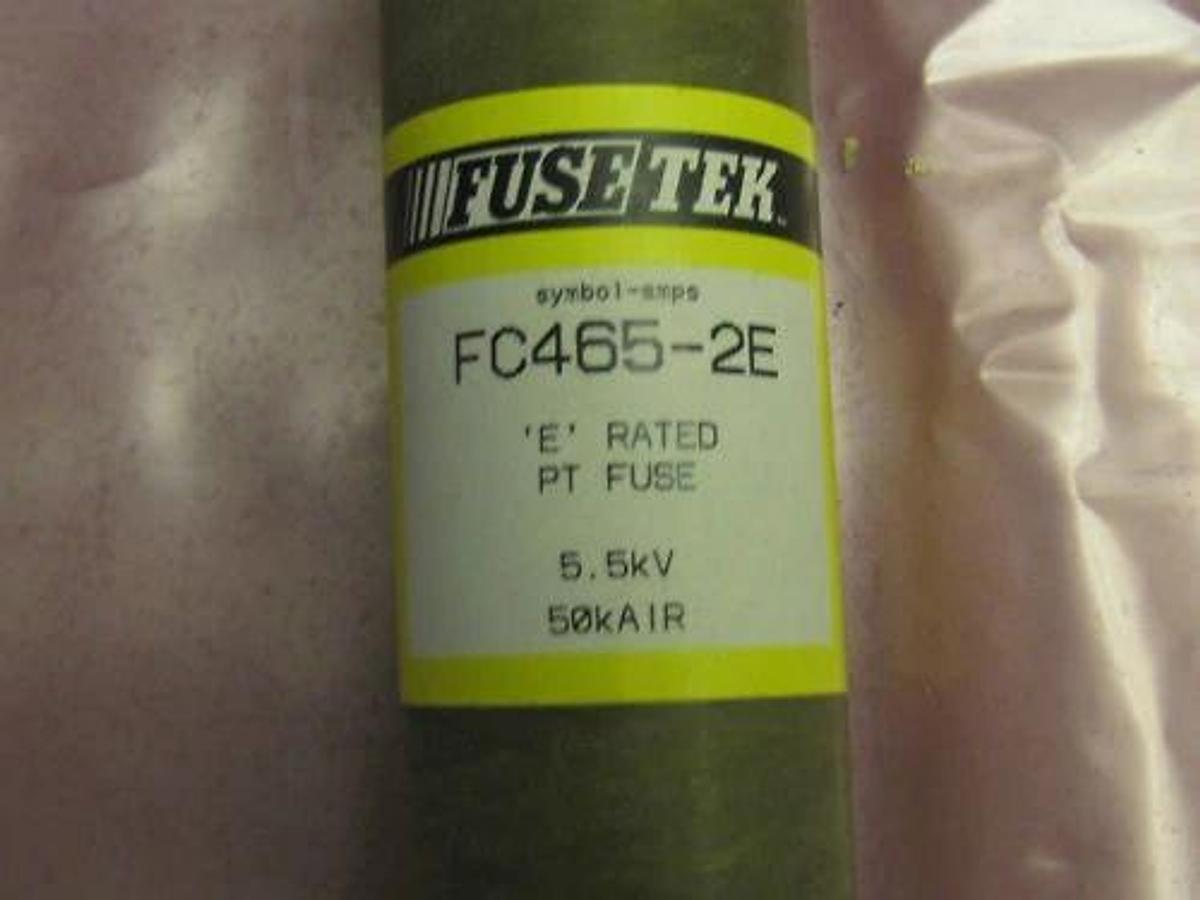 FUSETEK
symbol-amps
FC465-2E
'E' RATED
PT FUSE
5.5kV
50kAIR